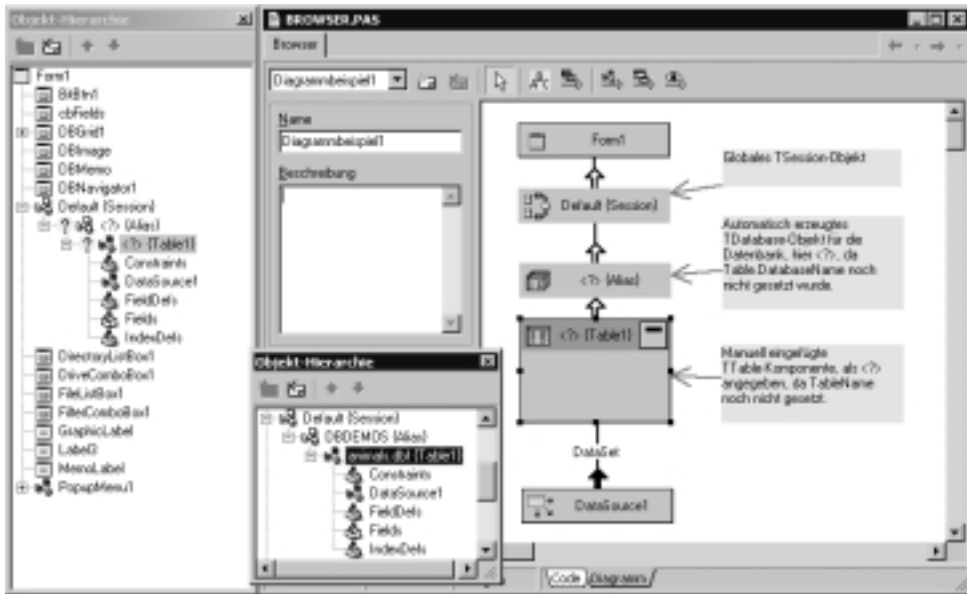 Objekt-Hierarchie
Form1
BitBtn1
cbFields
DBGrid1
DBImage
DBMemo
DBNavigator1
Default {Session}
<?> {Alias}
<?> {Table1}
Constraints
DataSource1
FieldDefs
Fields
IndexDefs
DirectoryListBox1
DriveComboBox1
FileListBox1
FilterComboBox1
GraphicLabel
Label3
MemoLabel
PopupMenu1
BROWSER.PAS
Browser
Diagrammbeispiel1
Name
Diagrammbeispiel1
Beschreibung
Form1
Default {Session}
<?> {Alias}
<?> {Table1}
DataSet
DataSource1
Globales TSession-Objekt
Automatisch erzeugtes
TDatabase-Objekt für die
Datenbank, hier <?>, da
Table.DatabaseName noch
nicht gesetzt wurde.
Manuell eingefügte
TTable-Komponente, als <?>
angegeben, da TableName
noch nicht gesetzt.
Code Diagramm
Objekt-Hierarchie
Default {Session}
DBDEMOS {Alias}
animals.dbf {Table1}
Constraints
DataSource1
FieldDefs
Fields
IndexDefs